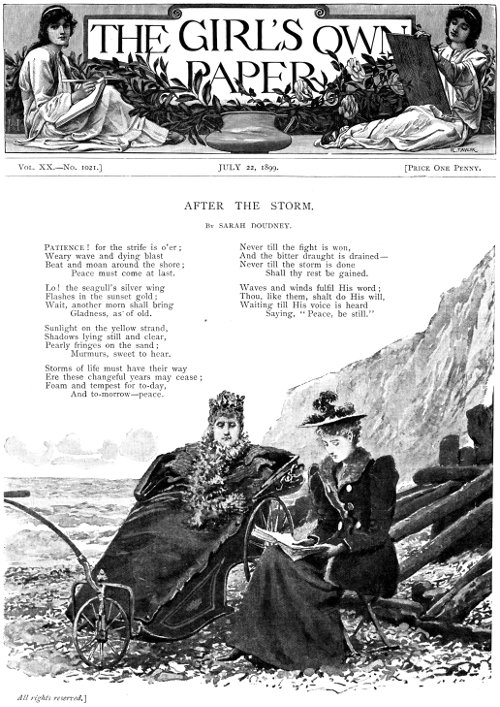 THE GIRL'S OWN
PAPER
R. TAYLOR
VOL. XX.—No. 1021.] JULY 22, 1899. [PRICE ONE PENNY.
AFTER THE STORM.
By SARAH DOUDNEY.
PATIENCE! for the strife is o'er;
Weary wave and dying blast
Beat and moan around the shore;
Peace must come at last.
Lo! the seagull's silver wing
Flashes in the sunset gold;
Wait, another morn shall bring
Gladness, as of old.
Sunlight on the yellow strand,
Shadows lying still and clear,
Pearly fringes on the sand;
Murmurs, sweet to hear.
Storms of life must have their way
Ere these changeful years may cease;
Foam and tempest for to-day,
And to-morrow—peace.
Never till the fight is won,
And the bitter draught is drained—
Never till the storm is done
Shall thy rest be gained.
Waves and winds fulfil His word;
Thou, like them, shalt do His will,
Waiting till His voice is heard
Saying, "Peace, be still."
All rights reserved.]